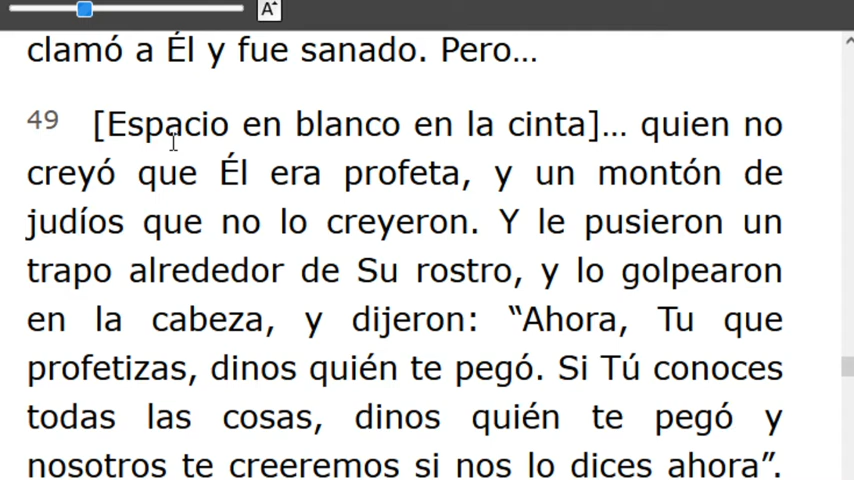 A
clamó a Él y fue sanado. Pero…
49 [Espacio en blanco en la cinta]… quien no
creyó que Él era profeta, y un montón de
judíos que no lo creyeron. Y le pusieron un
trapo alrededor de Su rostro, y lo golpearon
en la cabeza, y dijeron: “Ahora, Tu que
profetizas, dinos quién te pegó. Si Tú conoces
todas las cosas, dinos quién te pegó y
nosotros te creeremos si nos lo dices ahora”.